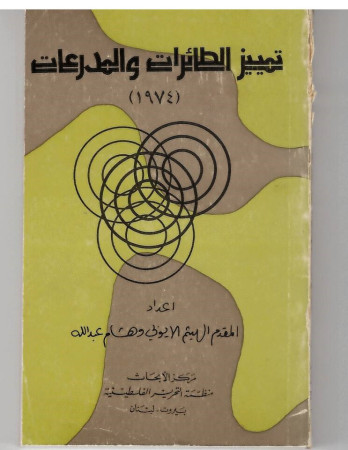 تمييز الطائرات والمدرعات
(١٩٧٤)
اعداد
المقدم الهيثم الايوبي وهشام عبدالله
مركز الأبحاث
منظمة التحرير الفلسطينية
بيروت - لبنان